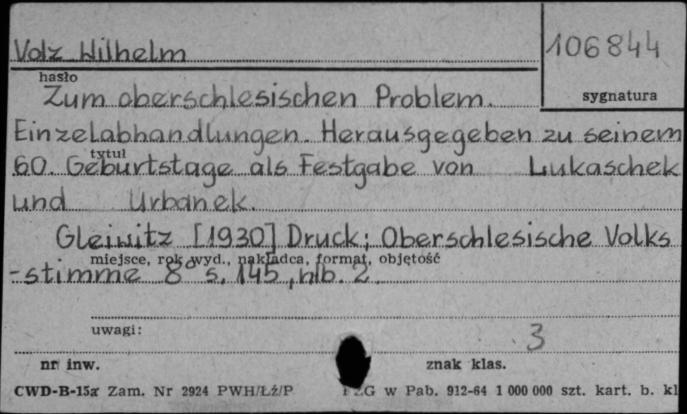 Volz Wilhelm
106844
hasło
sygnatura
Zum oberschlesischen Problem.
Einzelabhandlungen. Herausgegeben zu seinem
tytuł
60. Geburtstage als Festgabe von Lukaschek
und Urbanek.
Gleiwitz [1930] Druck; Oberschlesische Volks
miejsce, rok wyd., nakładca, format, objętość
-stimme 8° s. 145, nlb. 2.
uwagi:
3
nr inw.
znak klas.
CWD-B-15a Zam. Nr 2924 PWH/Łż/P
PZG w Pab. 912-64 1 000 000 szt. kart. b. kl